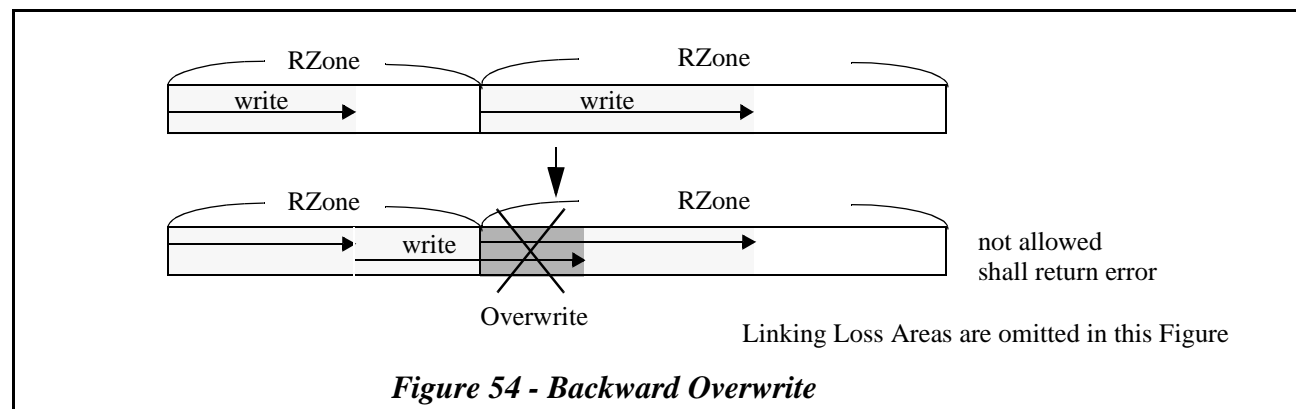 RZone RZone
write write
RZone RZone
write
not allowed
shall return error
Overwrite
Linking Loss Areas are omitted in this Figure
Figure 54 - Backward Overwrite